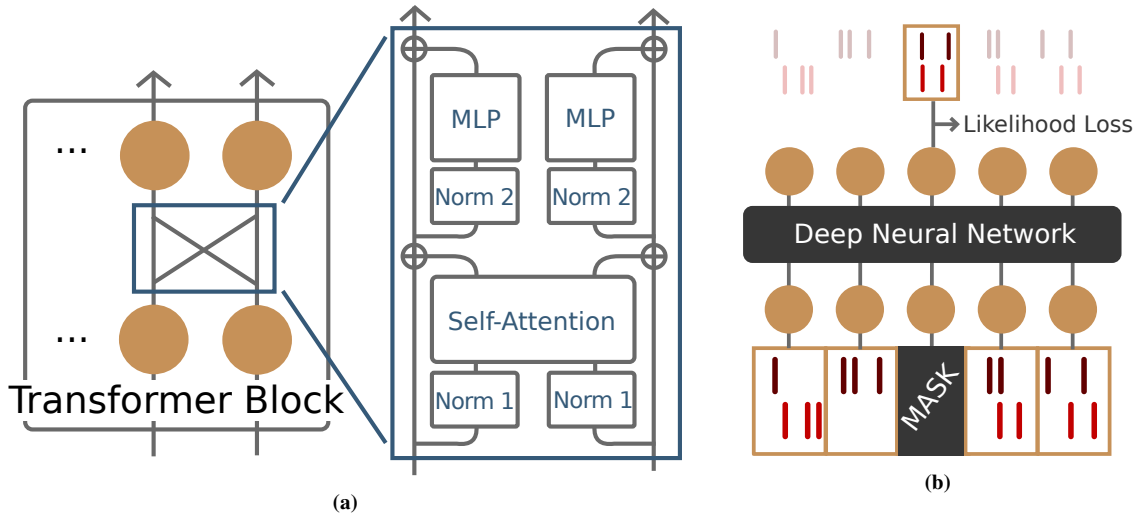 ...
...
Transformer Block
MLP
MLP
Norm 2
Norm 2
Self-Attention
Norm 1
Norm 1
(a)
Likelihood Loss
Deep Neural Network
MASK
(b)